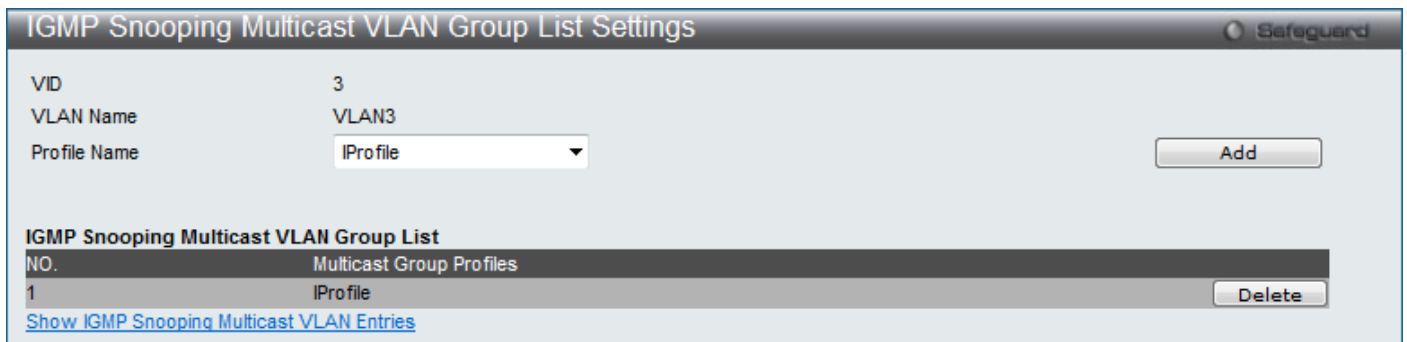 IGMP Snooping Multicast VLAN Group List Settings Safeguard
VID 3
VLAN Name VLAN3
Profile Name IProfile Add
IGMP Snooping Multicast VLAN Group List
NO. Multicast Group Profiles
1 IProfile Delete
Show IGMP Snooping Multicast VLAN Entries